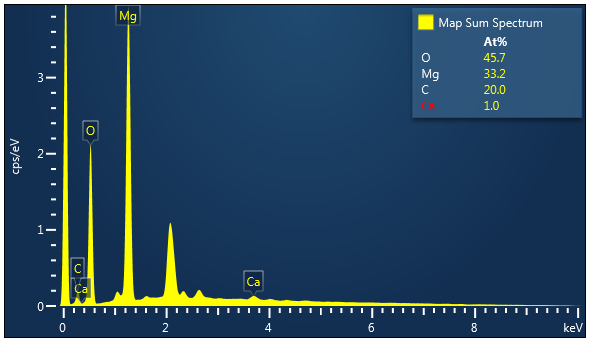 Mg
Map Sum Spectrum
At%
O 45.7
Mg 33.2
C 20.0
Ca 1.0
3
O
cps/eV
2
1
C
Ca
Ca
0
0 2 4 6 8 keV